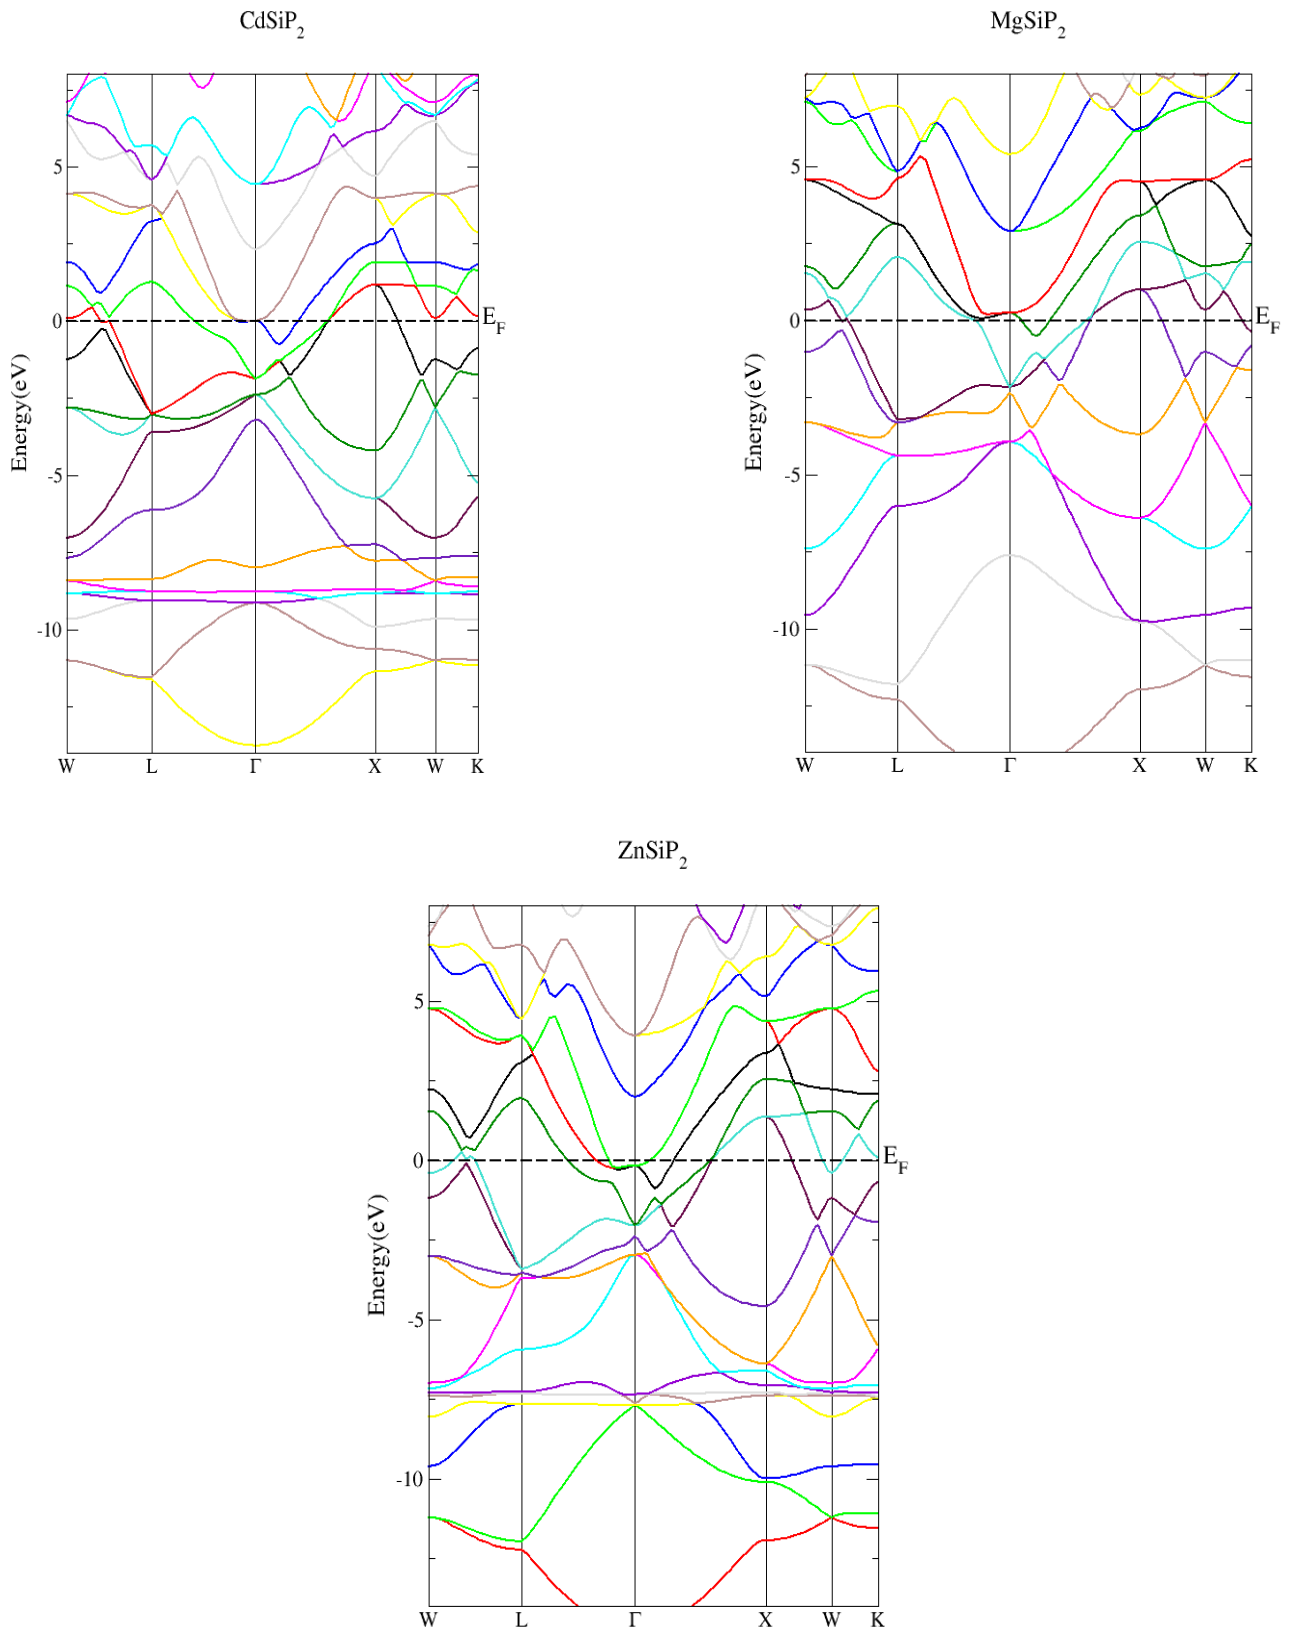 CdSiP2
MgSiP2
5
0
-5
-10
Energy(eV)
EF
W L Γ X W K
5
0
-5
-10
Energy(eV)
EF
W L Γ X W K
ZnSiP2
5
0
-5
-10
Energy(eV)
EF
W L Γ X W K